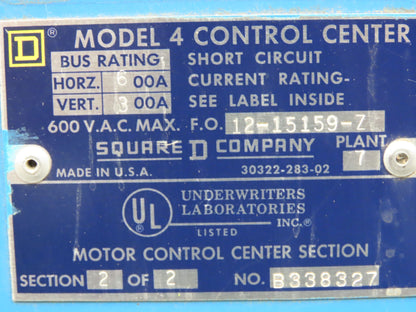 D MODEL 4 CONTROL CENTER
BUS RATING SHORT CIRCUIT
HORZ. 600A CURRENT RATING-
VERT. 300A SEE LABEL INSIDE
600 V.A.C. MAX. F.O. 12-15159-7
SQUARE D COMPANY PLANT
MADE IN U.S.A. 30322-283-02 7
UNDERWRITERS
LABORATORIES
UL INC.®
LISTED
MOTOR CONTROL CENTER SECTION
SECTION 2 OF 2 NO. B338327